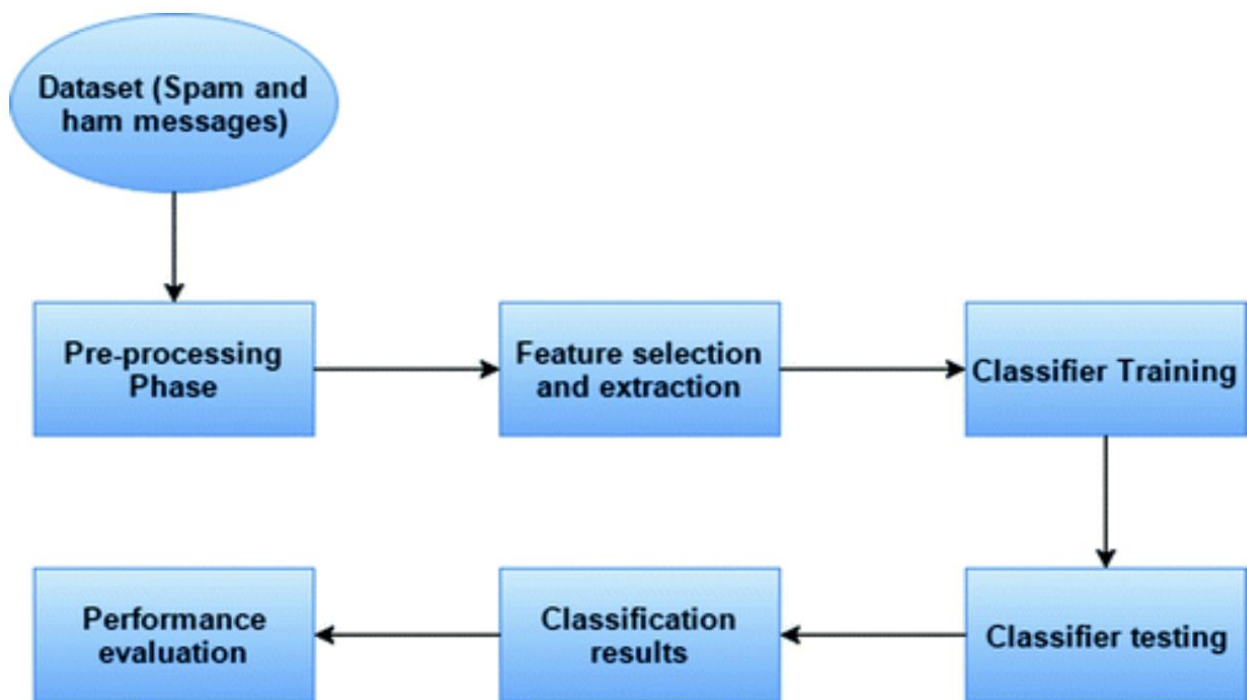 Dataset (Spam and
ham messages)
Pre-processing
Phase
Feature selection
and extraction
Classifier Training
Classifier testing
Classification
results
Performance
evaluation